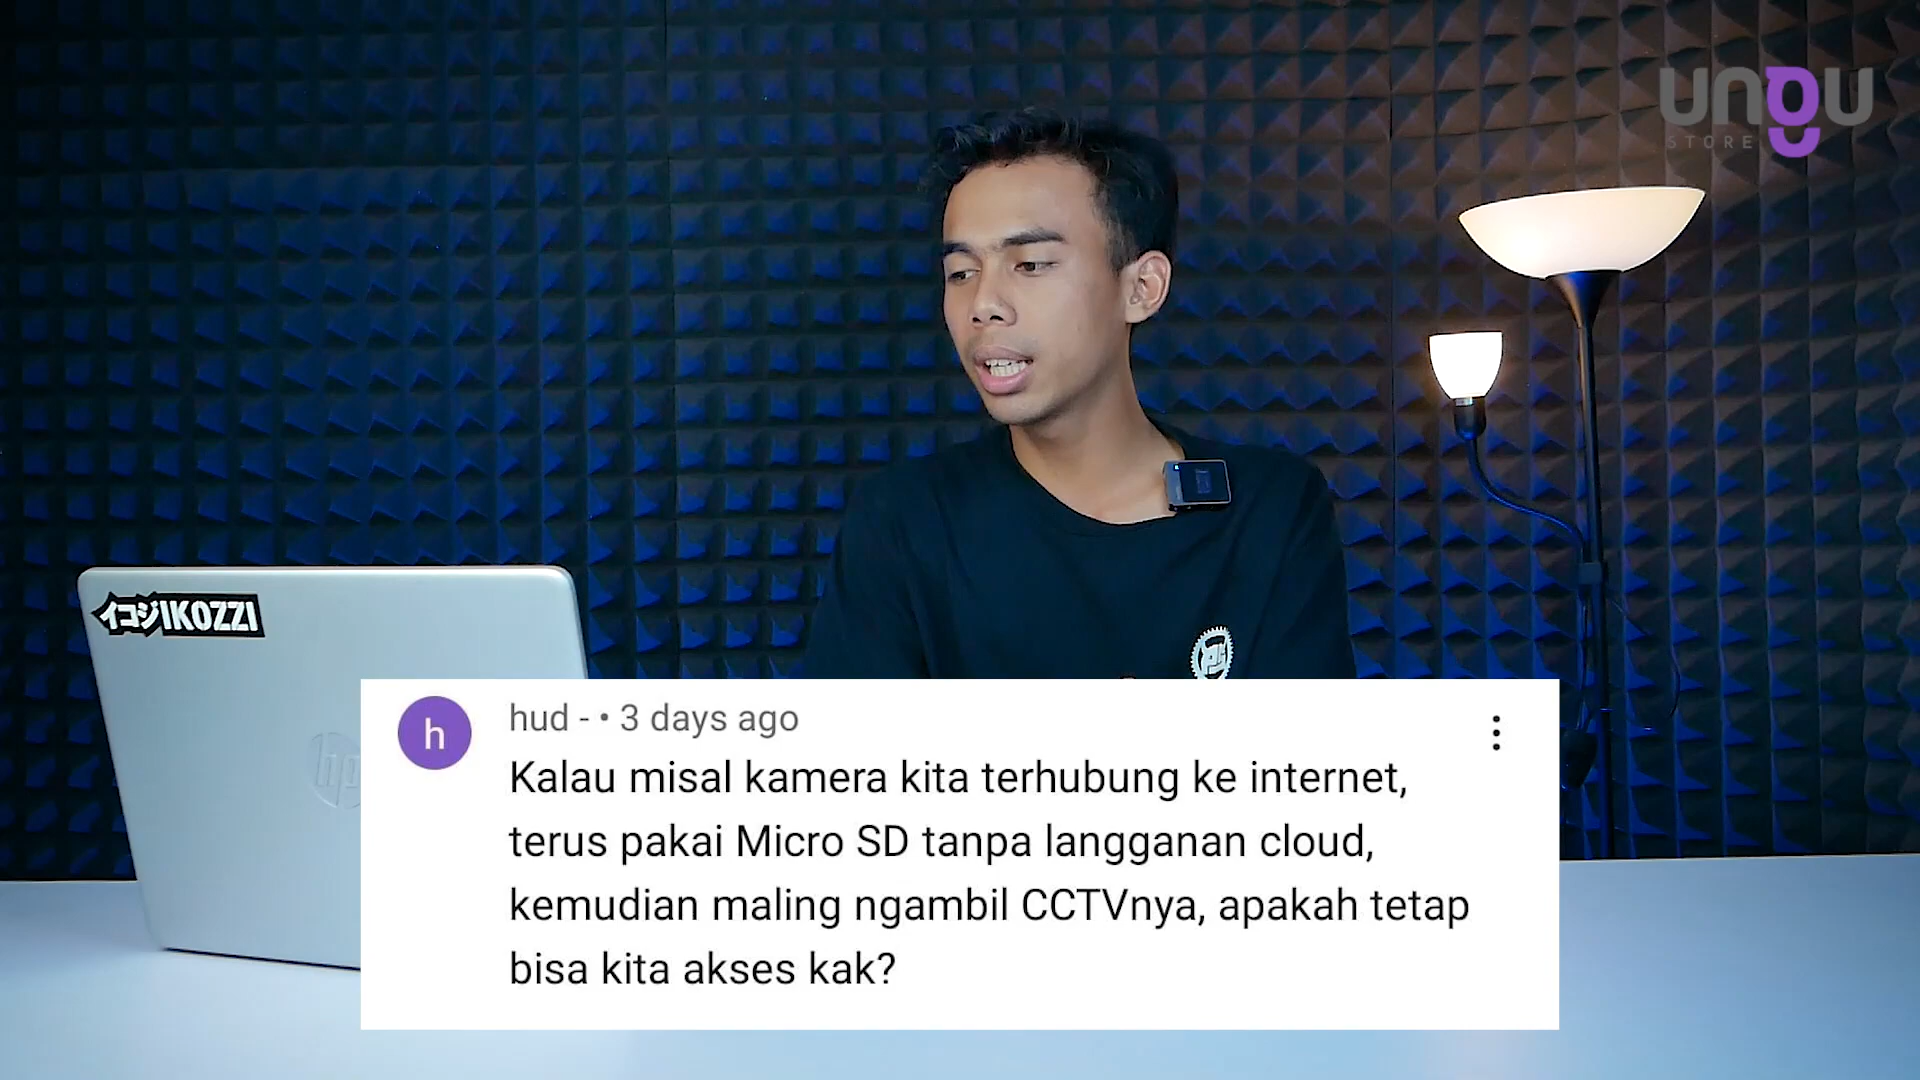 ungu
STORE
イコジIKOZZI
hp
h
hud - • 3 days ago
Kalau misal kamera kita terhubung ke internet,
terus pakai Micro SD tanpa langganan cloud,
kemudian maling ngambil CCTVnya, apakah tetap
bisa kita akses kak?